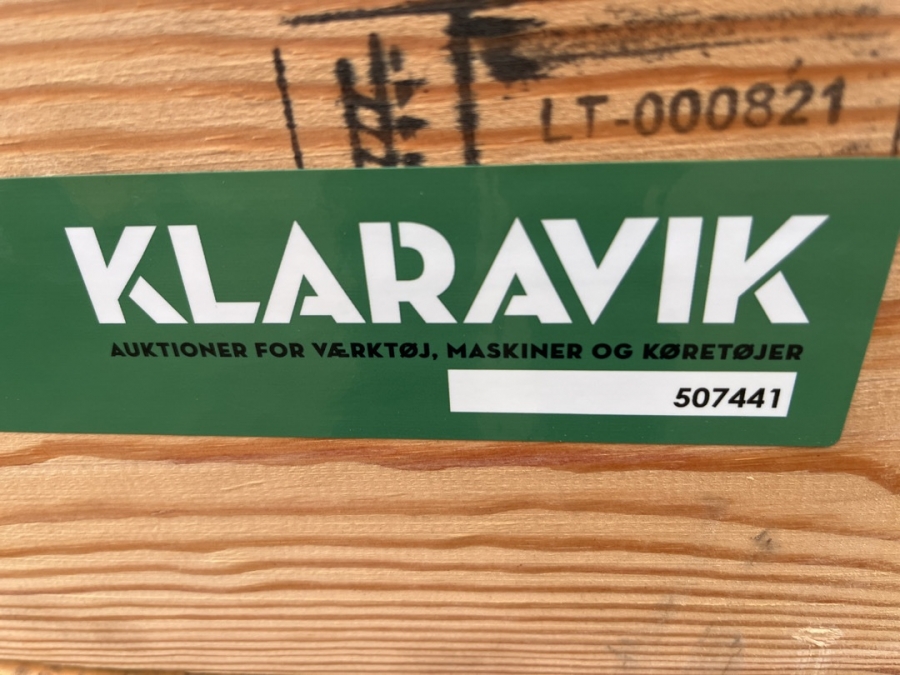 LT-000821
KLARAVIK
AUKTIONER FOR VÆRKTØJ, MASKINER OG KØRETØJER
507441